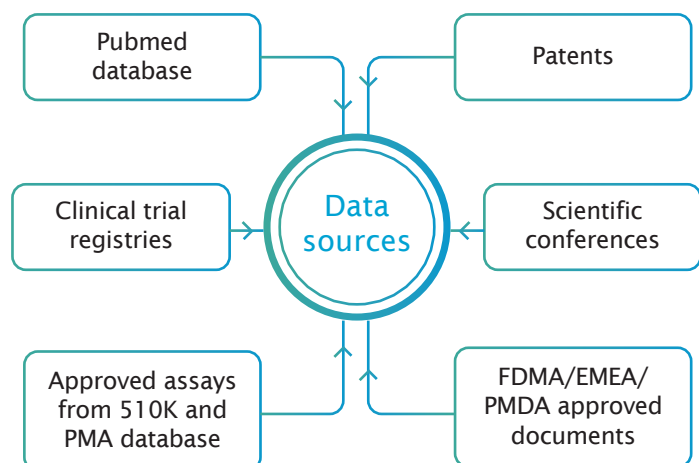 Pubmed
database
Patents
Clinical trial
registries
Data
sources
Scientific
conferences
Approved assays
from 510K and
PMA database
FDMA/EMEA/
PMDA approved
documents